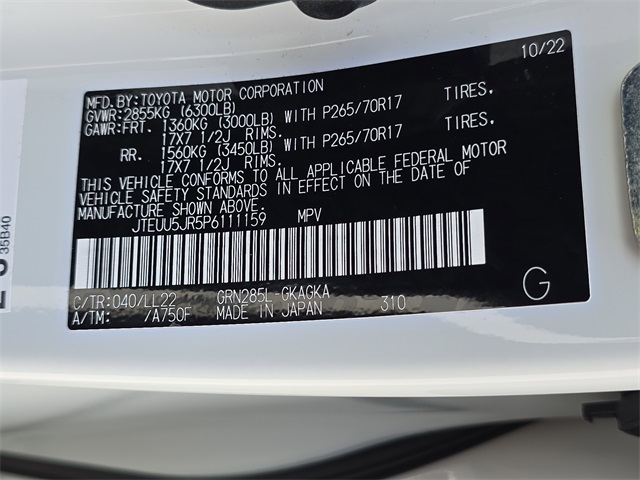 10/22
MFD.BY:TOYOTA MOTOR CORPORATION
GVWR:2855KG (6300LB)
GAWR:FRT. 1360KG (3000LB) WITH P265/70R17 TIRES,
17X7 1/2J RIMS.
RR. 1560KG (3450LB) WITH P265/70R17 TIRES,
17X7 1/2J RIMS.
THIS VEHICLE CONFORMS TO ALL APPLICABLE FEDERAL MOTOR
VEHICLE SAFETY STANDARDS IN EFFECT ON THE DATE OF
MANUFACTURE SHOWN ABOVE.
JTEUU5JR5P6111159 MPV
C/TR:040/LL22 GRN285L-GKAGKA
A/TM: /A750F MADE IN JAPAN 310
G
35B40